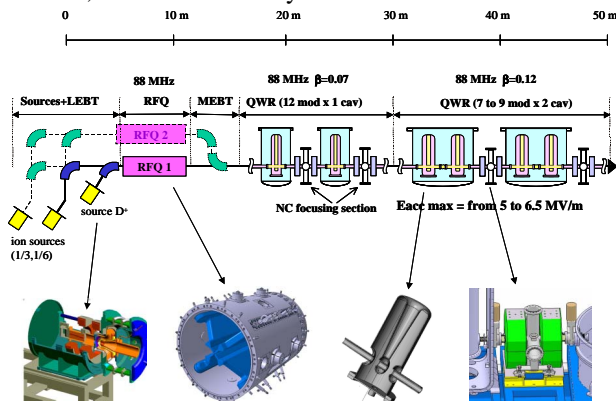 0 10 m 20 m 30 m 40 m 50 m
88 MHz 88 MHz β=0.07 88 MHz β=0.12
Sources+LEBT RFQ MEBT QWR (12 mod x 1 cav) QWR (7 to 9 mod x 2 cav)
RFQ 2
RFQ 1
source D+
NC focusing section
Eacc max = from 5 to 6.5 MV/m
ion sources
(1/3,1/6)